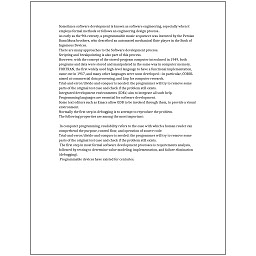 Sometimes software development is known as software engineering, especially when it
employs formal methods or follows an engineering design process.
As early as the 9th century, a programmable music sequencer was invented by the Persian
Banu Musa brothers, who described an automated mechanical flute player in the Book of
Ingenious Devices.
There are many approaches to the Software development process.
Scripting and breakpointing is also part of this process.
However, with the concept of the stored-program computer introduced in 1949, both
programs and data were stored and manipulated in the same way in computer memory.
FORTRAN, the first widely used high-level language to have a functional implementation,
came out in 1957, and many other languages were soon developed—in particular, COBOL
aimed at commercial data processing, and Lisp for computer research.
Trial-and-error/divide-and-conquer is needed: the programmer will try to remove some
parts of the original test case and check if the problem still exists.
Integrated development environments (IDEs) aim to integrate all such help.
Programming languages are essential for software development.
Some text editors such as Emacs allow GDB to be invoked through them, to provide a visual
environment.
Normally the first step in debugging is to attempt to reproduce the problem.
The following properties are among the most important:
In computer programming, readability refers to the ease with which a human reader can
comprehend the purpose, control flow, and operation of source code.
Trial-and-error/divide-and-conquer is needed: the programmer will try to remove some
parts of the original test case and check if the problem still exists.
The first step in most formal software development processes is requirements analysis,
followed by testing to determine value modeling, implementation, and failure elimination
(debugging).
Programmable devices have existed for centuries.